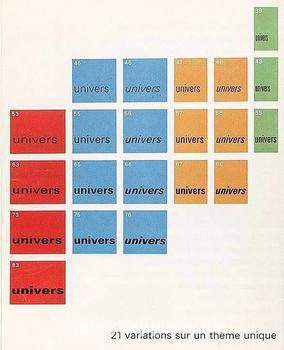 39
univers
45 46 47 48 49
univers univers univers univers univers
53 55 56 57 58 59
univers univers univers univers univers univers
63 65 66 67 68
univers univers univers univers univers
73 75 76
univers univers univers
83
univers
21 variations sur un thème unique